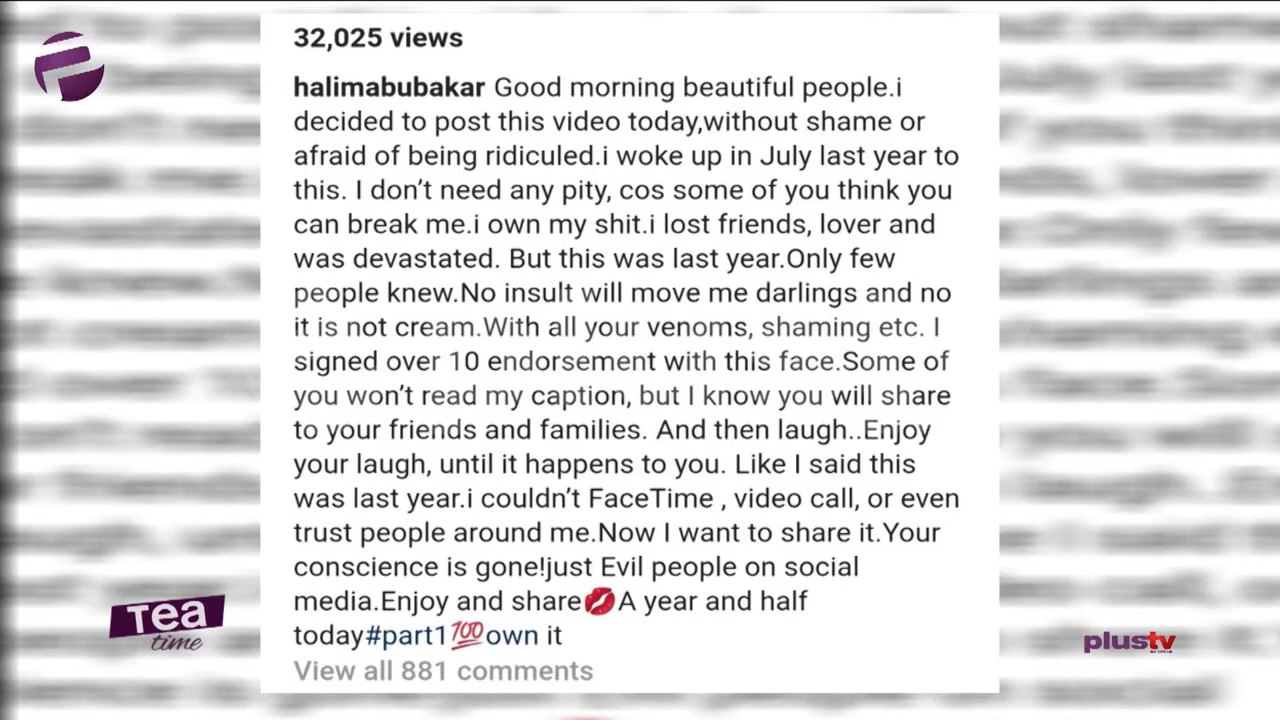 32,025 views
halimabubakar Good morning beautiful people.i
decided to post this video today,without shame or
afraid of being ridiculed.i woke up in July last year to
this. I don't need any pity, cos some of you think you
can break me.i own my shit.i lost friends, lover and
was devastated. But this was last year.Only few
people knew.No insult will move me darlings and no
it is not cream.With all your venoms, shaming etc. I
signed over 10 endorsement with this face.Some of
you won't read my caption, but I know you will share
to your friends and families. And then laugh..Enjoy
your laugh, until it happens to you. Like I said this
was last year.i couldn't FaceTime , video call, or even
trust people around me.Now I want to share it.Your
conscience is gone!just Evil people on social
media.Enjoy and share💋A year and half
today#part1💯own it
View all 881 comments
Tea
time
plustv